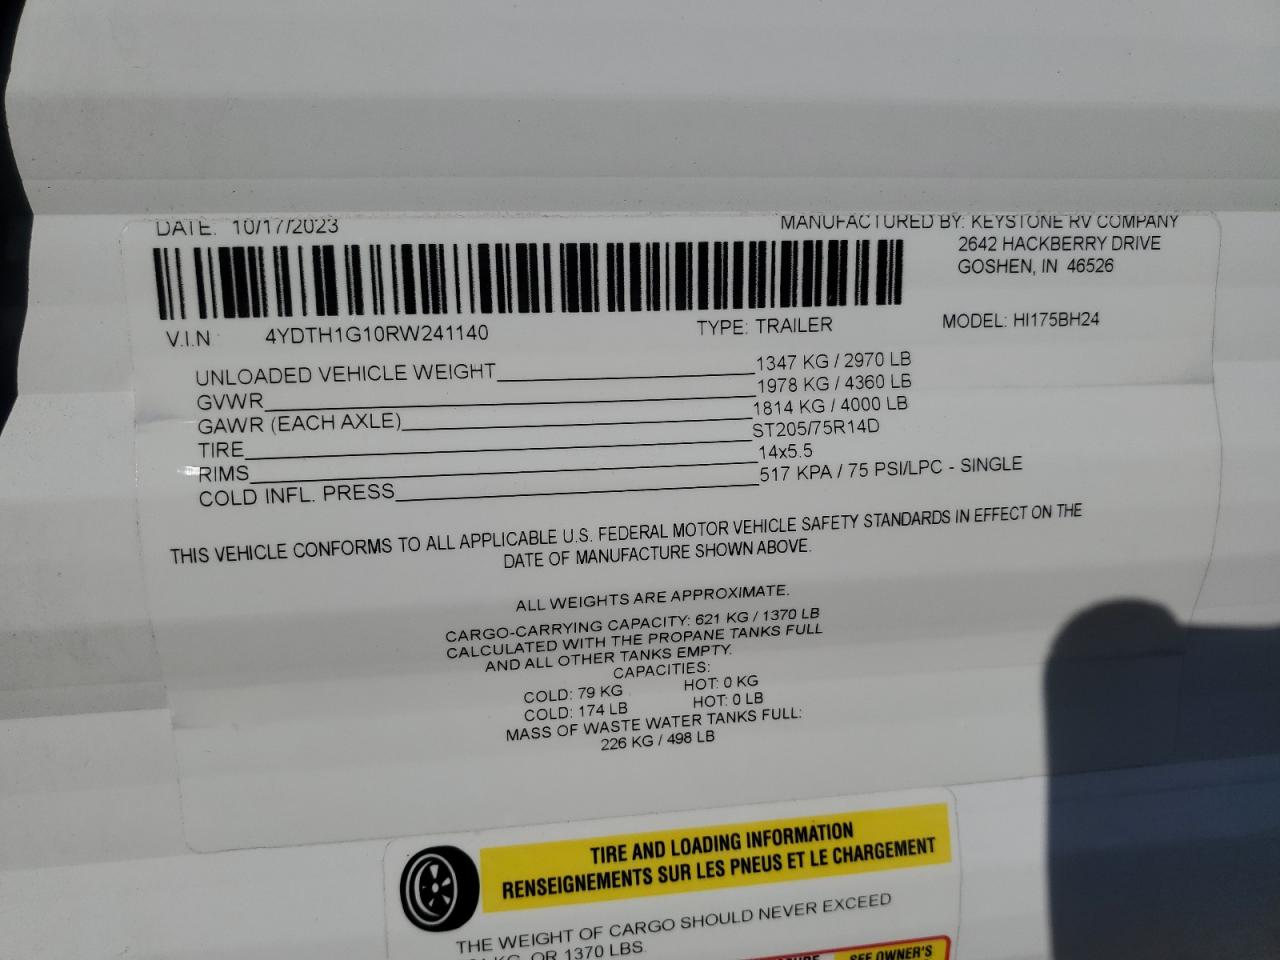 DATE: 10/17/2023
MANUFACTURED BY: KEYSTONE RV COMPANY
2642 HACKBERRY DRIVE
GOSHEN, IN 46526
V.I.N 4YDTH1G10RW241140 TYPE: TRAILER MODEL: HI175BH24
UNLOADED VEHICLE WEIGHT 1347 KG / 2970 LB
GVWR 1978 KG / 4360 LB
GAWR (EACH AXLE) 1814 KG / 4000 LB
TIRE ST205/75R14D
RIMS 14x5.5
COLD INFL. PRESS 517 KPA / 75 PSI/LPC - SINGLE
THIS VEHICLE CONFORMS TO ALL APPLICABLE U.S. FEDERAL MOTOR VEHICLE SAFETY STANDARDS IN EFFECT ON THE
DATE OF MANUFACTURE SHOWN ABOVE.
ALL WEIGHTS ARE APPROXIMATE.
CARGO-CARRYING CAPACITY: 621 KG / 1370 LB
CALCULATED WITH THE PROPANE TANKS FULL
AND ALL OTHER TANKS EMPTY.
CAPACITIES:
COLD: 79 KG HOT: 0 KG
COLD: 174 LB HOT: 0 LB
MASS OF WASTE WATER TANKS FULL:
226 KG / 498 LB
TIRE AND LOADING INFORMATION
RENSEIGNEMENTS SUR LES PNEUS ET LE CHARGEMENT
THE WEIGHT OF CARGO SHOULD NEVER EXCEED
KG OR 1370 LBS.
SEE OWNER'S